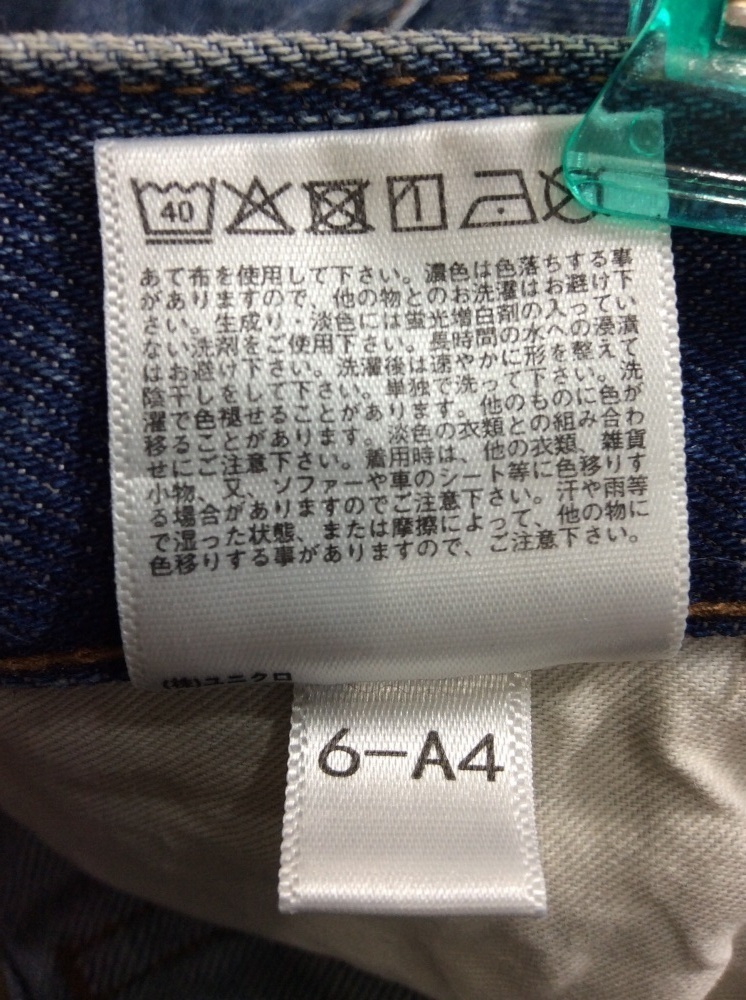 40
あて布を使用して下さい。濃色は色落ちする事
がありますので、他の物とのお洗濯はお避け下
さい。生成り・淡色には蛍光増白剤の入ってい
ない洗剤をご使用下さい。長時間の水への浸漬
はお避け下さい。洗濯後は速やかに形を整えて
陰干しをして下さい。単独で洗って下さい。洗
濯で色褪せることがあります。他のものに色が
移ることがあります。淡色の衣類との組み合わ
せにご注意下さい。着用時は、他の衣類、雑貨
小物、又、ソファーや車のシート等に色移りす
る場合がありますのでご注意下さい。汗や雨等
で湿った状態、または摩擦によって、他の物に
色移りする事がありますので、ご注意下さい。
(株)ユニクロ
6-A4